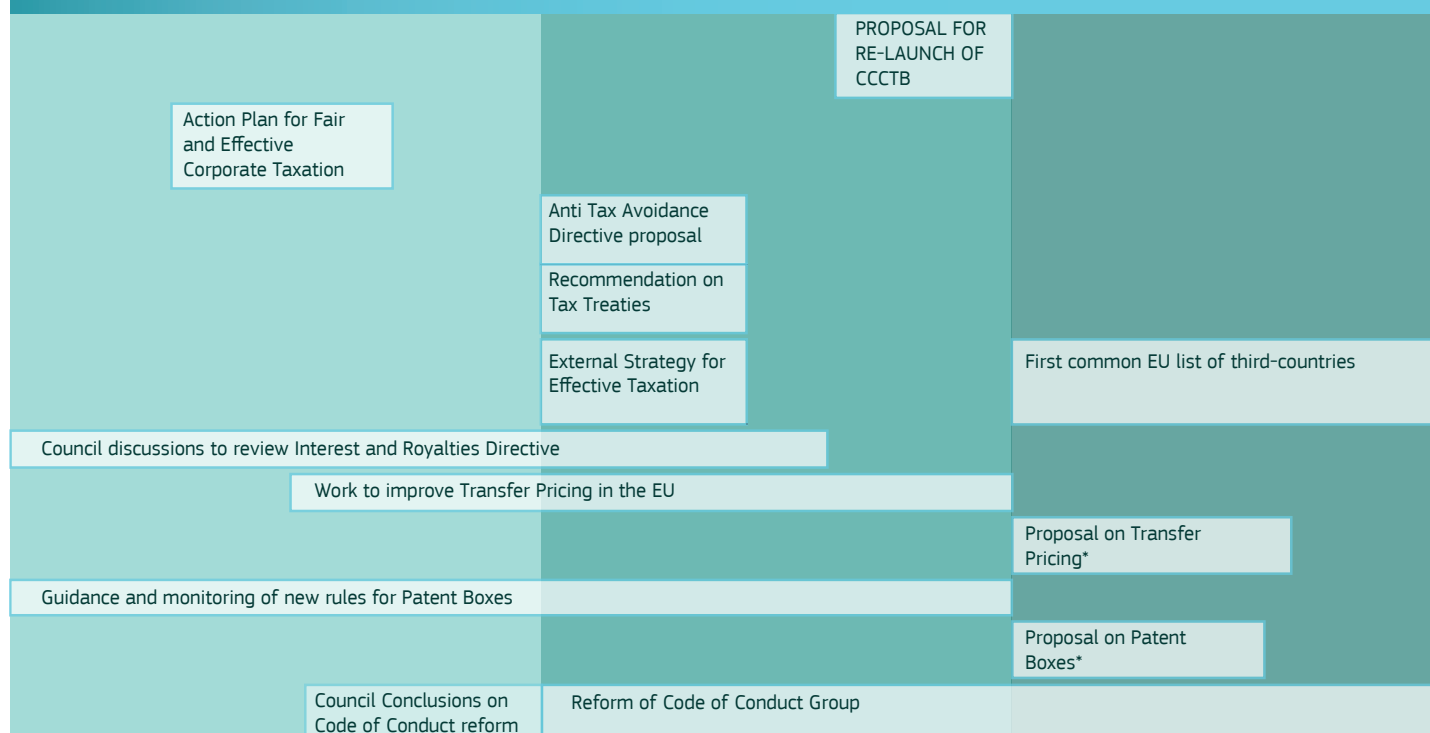 PROPOSAL FOR
RE-LAUNCH OF
CCCTB
Action Plan for Fair
and Effective
Corporate Taxation
Anti Tax Avoidance
Directive proposal
Recommendation on
Tax Treaties
External Strategy for
Effective Taxation
First common EU list of third-countries
Council discussions to review Interest and Royalties Directive
Work to improve Transfer Pricing in the EU
Proposal on Transfer
Pricing*
Guidance and monitoring of new rules for Patent Boxes
Proposal on Patent
Boxes*
Council Conclusions on
Code of Conduct reform
Reform of Code of Conduct Group